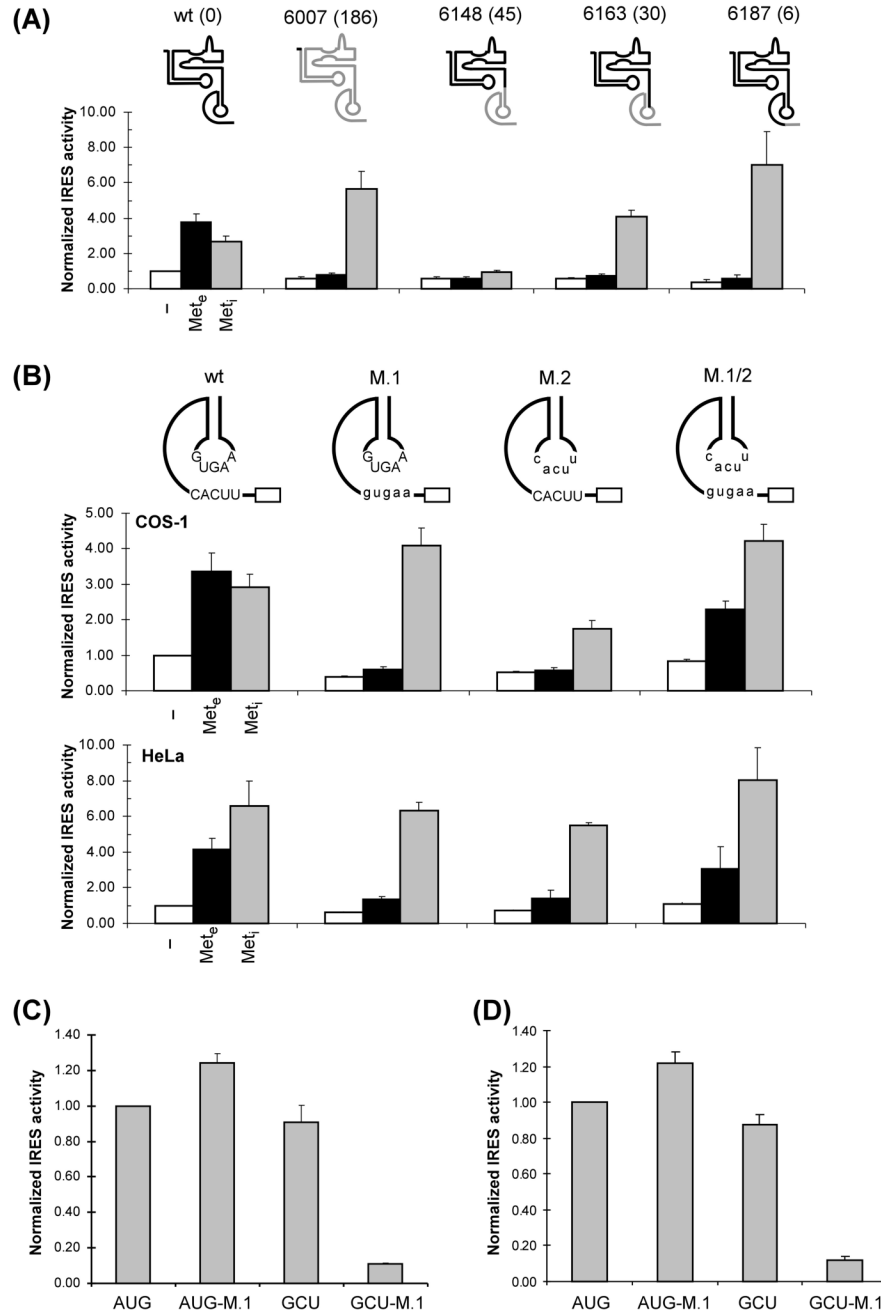 (A)
wt (0) 6007 (186) 6148 (45) 6163 (30) 6187 (6)
Normalized IRES activity
10.00
8.00
6.00
4.00
2.00
0.00
– Mete Meti
(B)
wt M.1 M.2 M.1/2
G UGA A G UGA A c acu u c acu u
CACUU gugaa CACUU gugaa
COS-1
Normalized IRES activity
5.00
4.00
3.00
2.00
1.00
0.00
– Mete Meti
HeLa
Normalized IRES activity
10.00
8.00
6.00
4.00
2.00
0.00
– Mete Meti
(C)
Normalized IRES activity
1.40
1.20
1.00
0.80
0.60
0.40
0.20
0.00
AUG AUG-M.1 GCU GCU-M.1
(D)
Normalized IRES activity
1.40
1.20
1.00
0.80
0.60
0.40
0.20
0.00
AUG AUG-M.1 GCU GCU-M.1